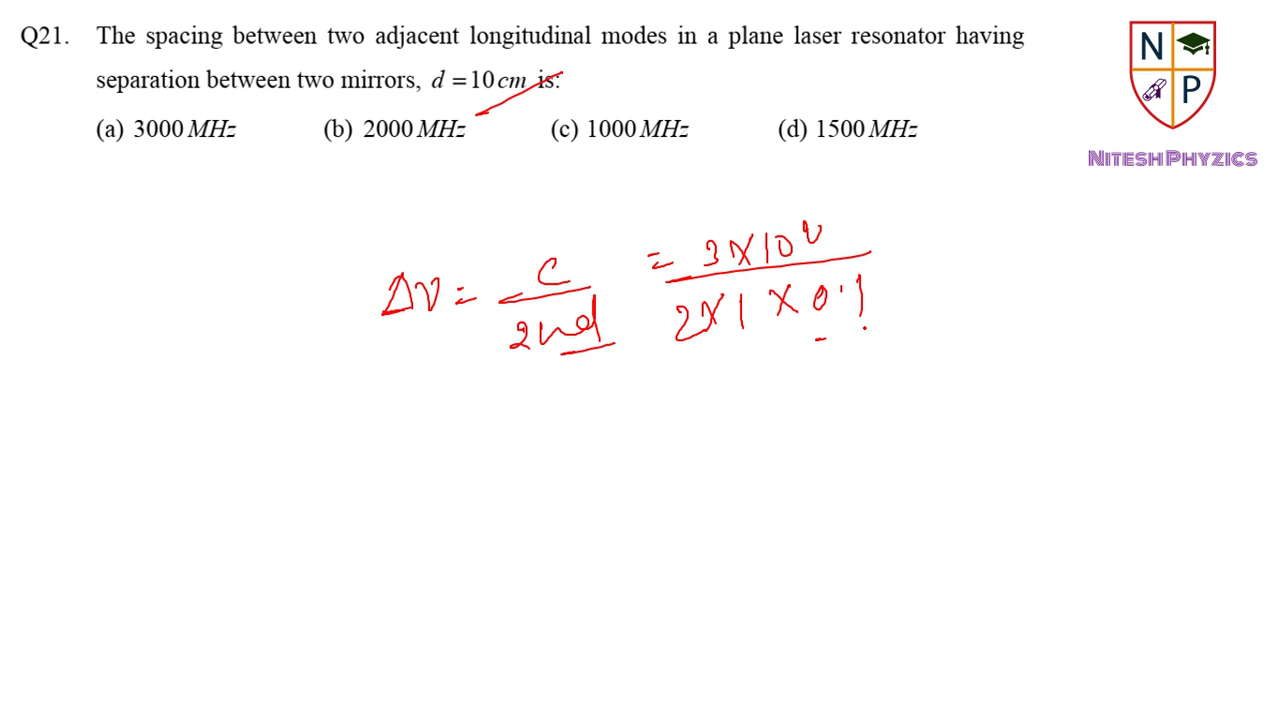 Q21. The spacing between two adjacent longitudinal modes in a plane laser resonator having
separation between two mirrors, d = 10 cm is:
(a) 3000 MHz (b) 2000 MHz (c) 1000 MHz (d) 1500 MHz
N
P
NITESH PHYZICS
Δν = c / 2nd = 3×10⁸ / 2×1×0.1